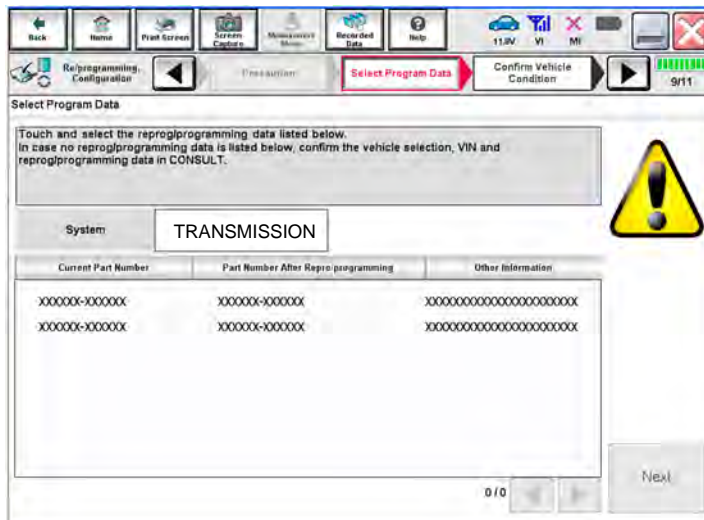 Back
Home
Print Screen
Screen Capture
Measurement Mode
Recorded Data
Help
11.8V
VI
MI
Re/programming, Configuration
Precaution
Select Program Data
Confirm Vehicle Condition
9/11
Select Program Data
Touch and select the reprog/programming data listed below.
In case no reprog/programming data is listed below, confirm the vehicle selection, VIN and
reprog/programming data in CONSULT.
System
TRANSMISSION
Current Part Number
Part Number After Repro/programming
Other Information
XXXXXX-XXXXXX
XXXXXX-XXXXXX
XXXXXXXXXXXXXXXXXXXXXXX
XXXXXX-XXXXXX
XXXXXX-XXXXXX
XXXXXXXXXXXXXXXXXXXXXXX
0/0
Next